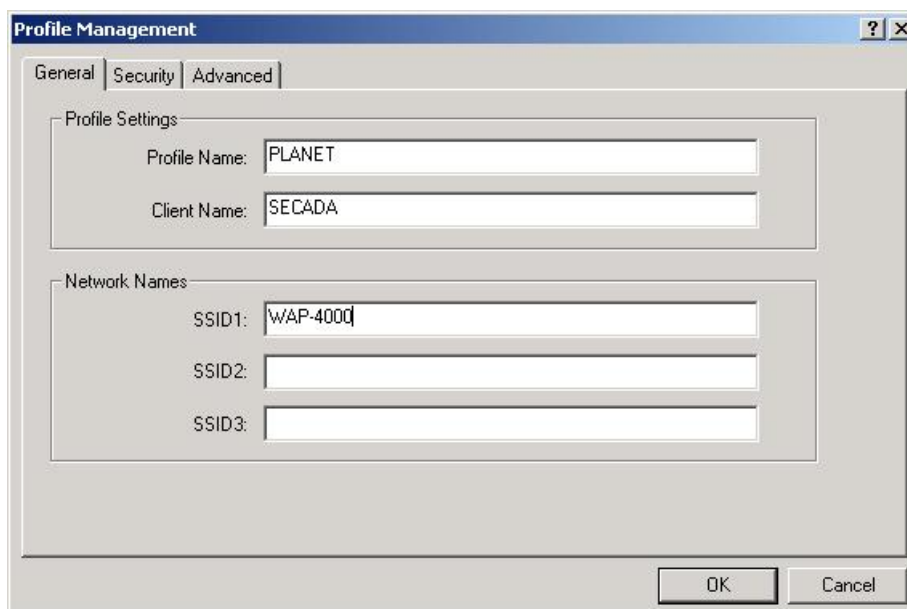 Profile Management
General Security Advanced
Profile Settings
Profile Name: PLANET
Client Name: SECADA
Network Names
SSID1: WAP-4000
SSID2:
SSID3:
OK Cancel